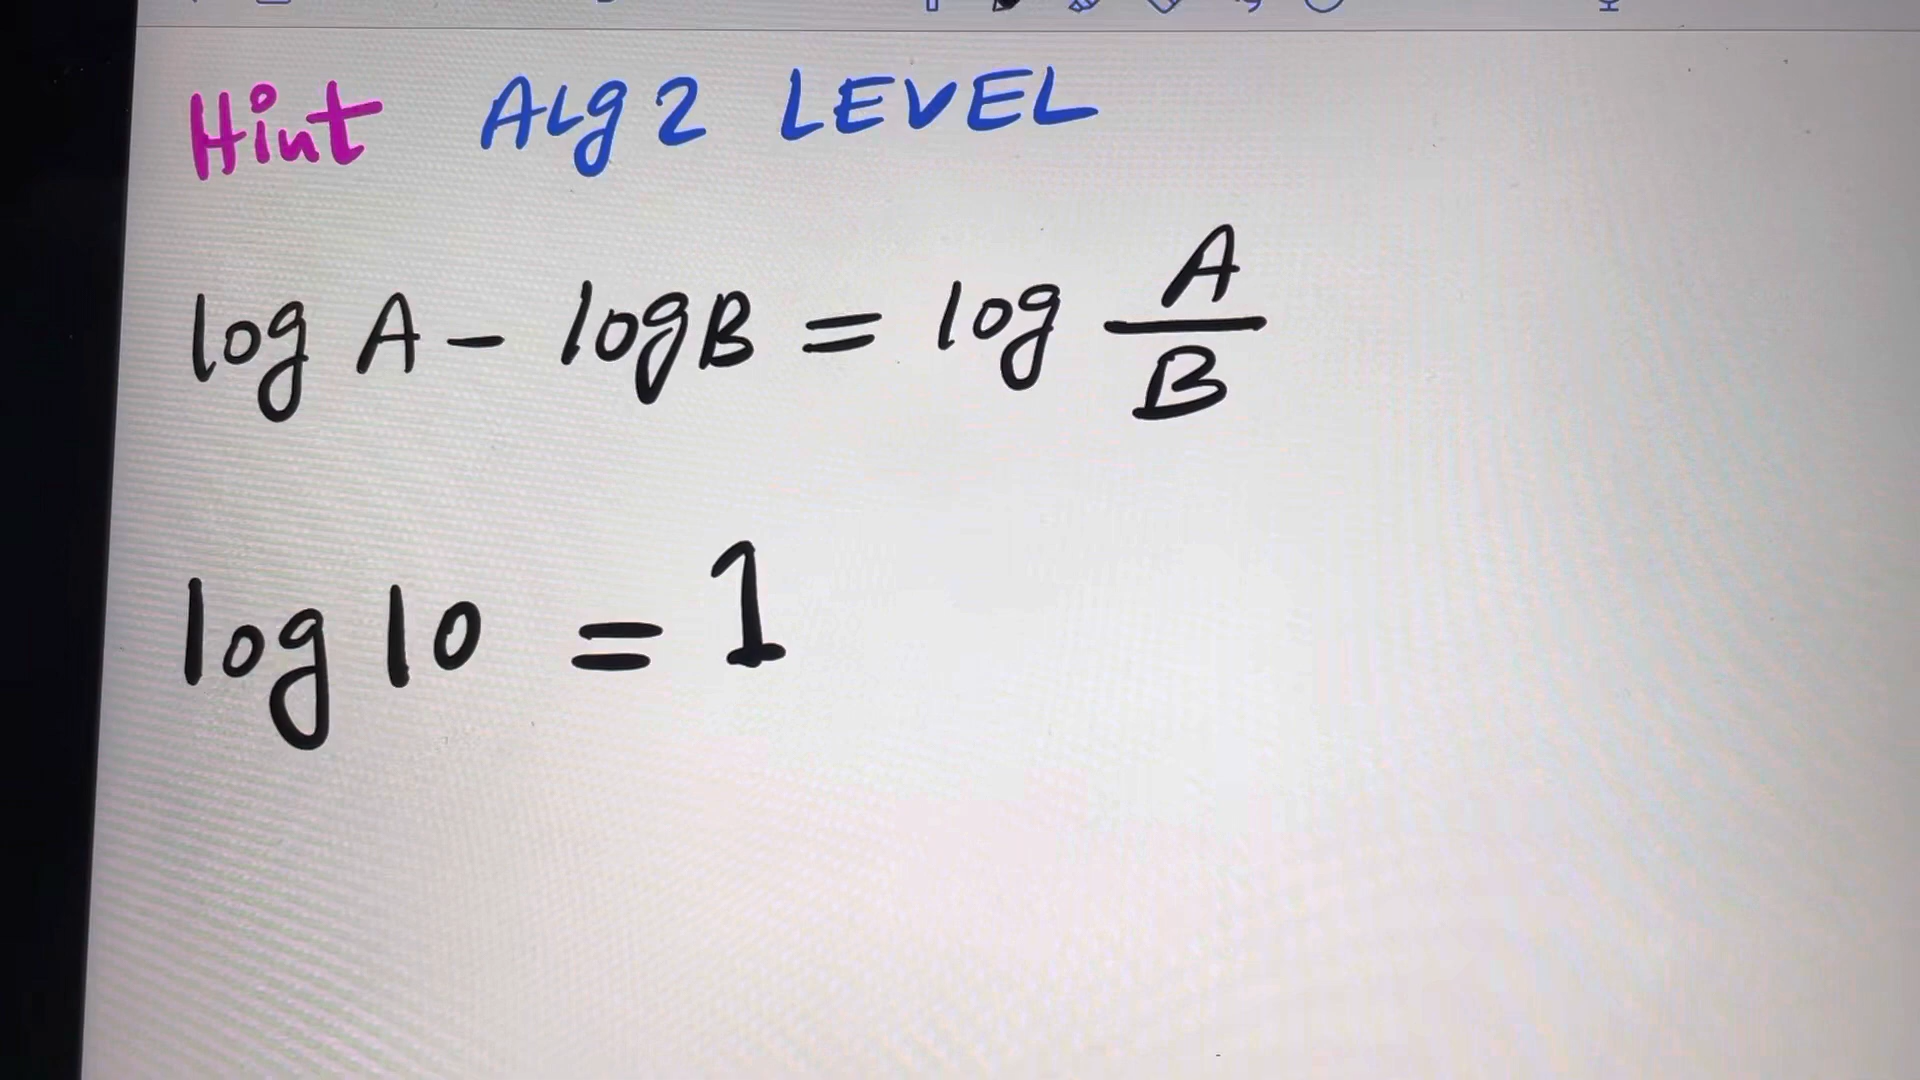 Hint Alg 2 LEVEL
log A - log B = log A/B
log 10 = 1